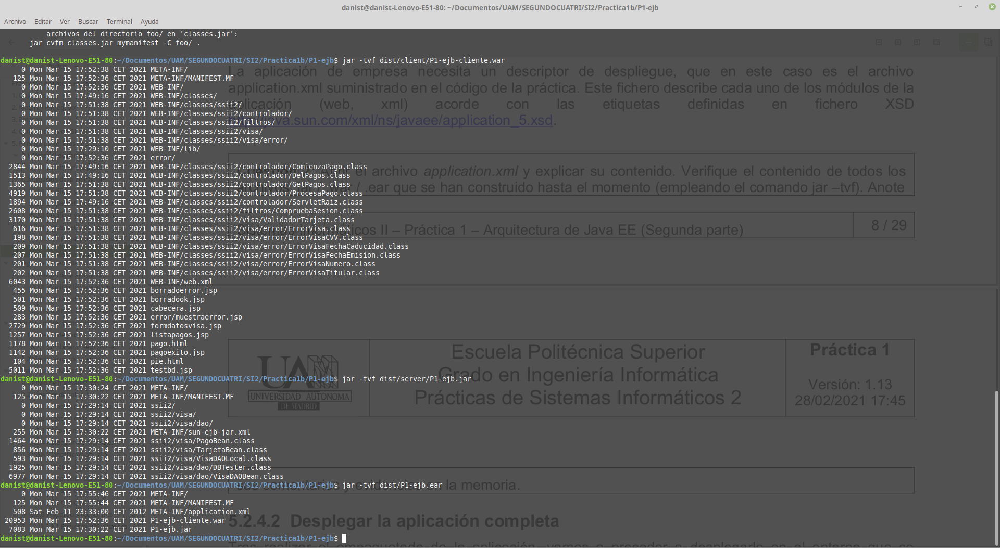 danist@danist-Lenovo-E51-80: ~/Documentos/UAM/SEGUNDOCUATRI/SI2/Practica1b/P1-ejb
Archivo Editar Ver Buscar Terminal Ayuda
archivos del directorio foo/ en 'classes.jar':
jar cvfm classes.jar mymanifest -C foo/ .
danist@danist-Lenovo-E51-80:~/Documentos/UAM/SEGUNDOCUATRI/SI2/Practica1b/P1-ejb$ jar -tvf dist/client/P1-ejb-cliente.war
0 Mon Mar 15 17:52:38 CET 2021 META-INF/
125 Mon Mar 15 17:52:36 CET 2021 META-INF/MANIFEST.MF
0 Mon Mar 15 17:52:36 CET 2021 WEB-INF/
0 Mon Mar 15 17:49:16 CET 2021 WEB-INF/classes/
0 Mon Mar 15 17:51:38 CET 2021 WEB-INF/classes/ssii2/
0 Mon Mar 15 17:51:38 CET 2021 WEB-INF/classes/ssii2/controlador/
0 Mon Mar 15 17:51:38 CET 2021 WEB-INF/classes/ssii2/filtros/
0 Mon Mar 15 17:51:38 CET 2021 WEB-INF/classes/ssii2/visa/
0 Mon Mar 15 17:51:38 CET 2021 WEB-INF/classes/ssii2/visa/error/
0 Mon Mar 15 17:29:10 CET 2021 WEB-INF/lib/
0 Mon Mar 15 17:52:36 CET 2021 error/
2844 Mon Mar 15 17:49:16 CET 2021 WEB-INF/classes/ssii2/controlador/ComienzaPago.class
1513 Mon Mar 15 17:49:16 CET 2021 WEB-INF/classes/ssii2/controlador/DelPagos.class
1365 Mon Mar 15 17:51:38 CET 2021 WEB-INF/classes/ssii2/controlador/GetPagos.class
4919 Mon Mar 15 17:51:38 CET 2021 WEB-INF/classes/ssii2/controlador/ProcesaPago.class
1894 Mon Mar 15 17:49:16 CET 2021 WEB-INF/classes/ssii2/controlador/ServletRaiz.class
2608 Mon Mar 15 17:51:38 CET 2021 WEB-INF/classes/ssii2/filtros/CompruebaSesion.class
3170 Mon Mar 15 17:51:38 CET 2021 WEB-INF/classes/ssii2/visa/ValidadorTarjeta.class
616 Mon Mar 15 17:51:38 CET 2021 WEB-INF/classes/ssii2/visa/error/ErrorVisa.class
198 Mon Mar 15 17:51:38 CET 2021 WEB-INF/classes/ssii2/visa/error/ErrorVisaCVV.class
209 Mon Mar 15 17:51:38 CET 2021 WEB-INF/classes/ssii2/visa/error/ErrorVisaFechaCaducidad.class
207 Mon Mar 15 17:51:38 CET 2021 WEB-INF/classes/ssii2/visa/error/ErrorVisaFechaEmision.class
201 Mon Mar 15 17:51:38 CET 2021 WEB-INF/classes/ssii2/visa/error/ErrorVisaNumero.class
202 Mon Mar 15 17:51:38 CET 2021 WEB-INF/classes/ssii2/visa/error/ErrorVisaTitular.class
6043 Mon Mar 15 17:52:36 CET 2021 WEB-INF/web.xml
455 Mon Mar 15 17:52:36 CET 2021 borradoerror.jsp
501 Mon Mar 15 17:52:36 CET 2021 borradook.jsp
509 Mon Mar 15 17:52:36 CET 2021 cabecera.jsp
283 Mon Mar 15 17:52:36 CET 2021 error/muestraerror.jsp
2729 Mon Mar 15 17:52:36 CET 2021 formdatosvisa.jsp
1257 Mon Mar 15 17:52:36 CET 2021 listapagos.jsp
1178 Mon Mar 15 17:52:36 CET 2021 pago.html
1142 Mon Mar 15 17:52:36 CET 2021 pagoexito.jsp
104 Mon Mar 15 17:52:36 CET 2021 pie.html
5011 Mon Mar 15 17:52:36 CET 2021 testbd.jsp
danist@danist-Lenovo-E51-80:~/Documentos/UAM/SEGUNDOCUATRI/SI2/Practica1b/P1-ejb$ jar -tvf dist/server/P1-ejb.jar
0 Mon Mar 15 17:30:24 CET 2021 META-INF/
125 Mon Mar 15 17:30:22 CET 2021 META-INF/MANIFEST.MF
0 Mon Mar 15 17:29:14 CET 2021 ssii2/
0 Mon Mar 15 17:29:14 CET 2021 ssii2/visa/
0 Mon Mar 15 17:29:14 CET 2021 ssii2/visa/dao/
255 Mon Mar 15 17:30:22 CET 2021 META-INF/sun-ejb-jar.xml
1464 Mon Mar 15 17:29:14 CET 2021 ssii2/visa/PagoBean.class
856 Mon Mar 15 17:29:14 CET 2021 ssii2/visa/TarjetaBean.class
593 Mon Mar 15 17:29:14 CET 2021 ssii2/visa/VisaDAOLocal.class
1925 Mon Mar 15 17:29:14 CET 2021 ssii2/visa/dao/DBTester.class
6977 Mon Mar 15 17:29:14 CET 2021 ssii2/visa/dao/VisaDAOBean.class
danist@danist-Lenovo-E51-80:~/Documentos/UAM/SEGUNDOCUATRI/SI2/Practica1b/P1-ejb$ jar -tvf dist/P1-ejb.ear
0 Mon Mar 15 17:55:46 CET 2021 META-INF/
125 Mon Mar 15 17:55:44 CET 2021 META-INF/MANIFEST.MF
508 Sat Feb 11 23:33:00 CET 2012 META-INF/application.xml
20953 Mon Mar 15 17:52:36 CET 2021 P1-ejb-cliente.war
7083 Mon Mar 15 17:30:22 CET 2021 P1-ejb.jar
danist@danist-Lenovo-E51-80:~/Documentos/UAM/SEGUNDOCUATRI/SI2/Practica1b/P1-ejb$
La aplicación de empresa necesita un descriptor de despliegue, que en este caso es el archivo
application.xml suministrado en el código de la práctica. Este fichero describe cada uno de los módulos de la
aplicación (web, xml) acorde con las etiquetas definidas en fichero XSD
http://java.sun.com/xml/ns/javaee/application_5.xsd.
el archivo application.xml y explicar su contenido. Verifique el contenido de todos los
/ .ear que se han construido hasta el momento (empleando el comando jar –tvf). Anote
Sistemas Informáticos II – Práctica 1 – Arquitectura de Java EE (Segunda parte)
8 / 29
UAM
UNIVERSIDAD AUTONOMA
DE MADRID
Escuela Politécnica Superior
Grado en Ingeniería Informática
Prácticas de Sistemas Informáticos 2
Práctica 1
Versión: 1.13
28/02/2021 17:45
sus comentarios y evidencias en la memoria.
5.2.4.2 Desplegar la aplicación completa
Tras realizar el empaquetado de la aplicación, vamos a proceder a desplegarla en el entorno que se